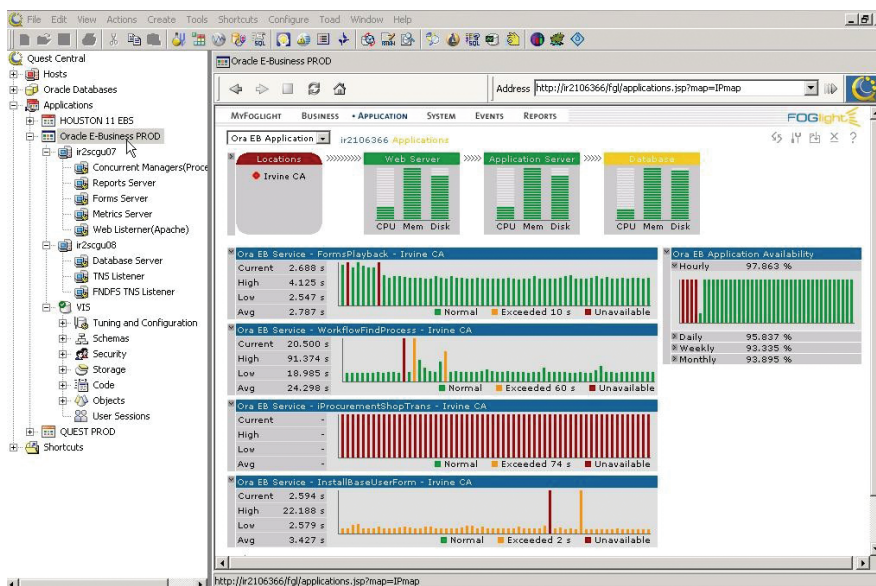 File Edit View Actions Create Tools Shortcuts Configure Toad Window Help
Quest Central
Hosts
Oracle Databases
Applications
HOUSTON 11 EBS
Oracle E-Business PROD
ir2scgu07
Concurrent Managers(Proce
Reports Server
Forms Server
Metrics Server
Web Listerner(Apache)
ir2scgu08
Database Server
TNS Listener
FNDFS TNS Listener
VIS
Tuning and Configuration
Schemas
Security
Storage
Code
Objects
User Sessions
QUEST PROD
Shortcuts
Oracle E-Business PROD
Address http://ir2106366/fgl/applications.jsp?map=IPmap
MYFOGLIGHT BUSINESS • APPLICATION SYSTEM EVENTS REPORTS FOGlight
Ora EB Application ir2106366 Applications
Locations Web Server Application Server Database
Irvine CA
CPU Mem Disk CPU Mem Disk CPU Mem Disk
Ora EB Service - FormsPlayback - Irvine CA
Current 2.688 s
High 4.125 s
Low 2.547 s
Avg 2.787 s
Normal Exceeded 10 s Unavailable
Ora EB Service - WorkflowFindProcess - Irvine CA
Current 20.500 s
High 91.374 s
Low 18.985 s
Avg 24.298 s
Normal Exceeded 60 s Unavailable
Ora EB Service - iProcurementShopTrans - Irvine CA
Current -
High -
Low -
Avg -
Normal Exceeded 74 s Unavailable
Ora EB Service - InstallBaseUserForm - Irvine CA
Current 2.594 s
High 22.188 s
Low 2.579 s
Avg 3.427 s
Normal Exceeded 2 s Unavailable
Ora EB Application Availability
Hourly 97.863 %
Daily 95.837 %
Weekly 93.335 %
Monthly 93.895 %
http://ir2106366/fgl/applications.jsp?map=IPmap